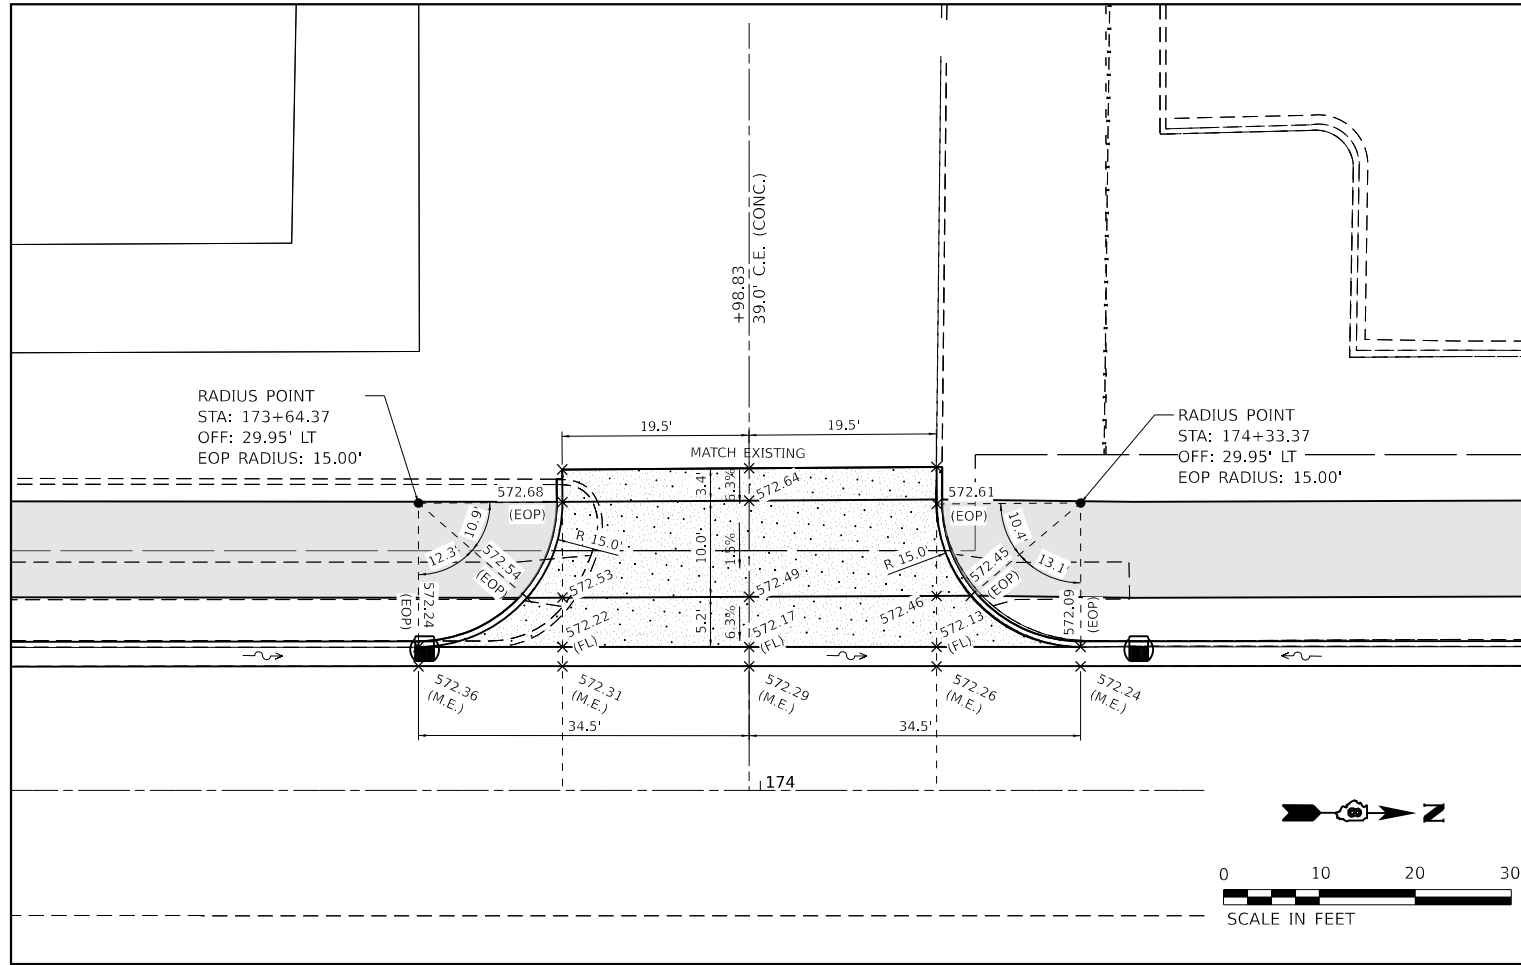 +98.83
39.0' C.E. (CONC.)
RADIUS POINT
STA: 173+64.37
OFF: 29.95' LT
EOP RADIUS: 15.00'
RADIUS POINT
STA: 174+33.37
OFF: 29.95' LT
EOP RADIUS: 15.00'
19.5'
19.5'
MATCH EXISTING
3.4'
6.3%
572.64
572.68
(EOP)
572.61
(EOP)
10.9'
12.3'
572.54
(EOP)
R 15.0'
10.0'
1.5%
R 15.0'
572.45
(EOP)
10.4'
13.1'
572.24
(EOP)
572.53
572.49
572.46
572.09
(EOP)
5.2'
6.3%
572.22
(FL)
572.17
(FL)
572.13
(FL)
572.36
(M.E.)
572.31
(M.E.)
572.29
(M.E.)
572.26
(M.E.)
572.24
(M.E.)
34.5'
34.5'
174
N
0 10 20 30
SCALE IN FEET